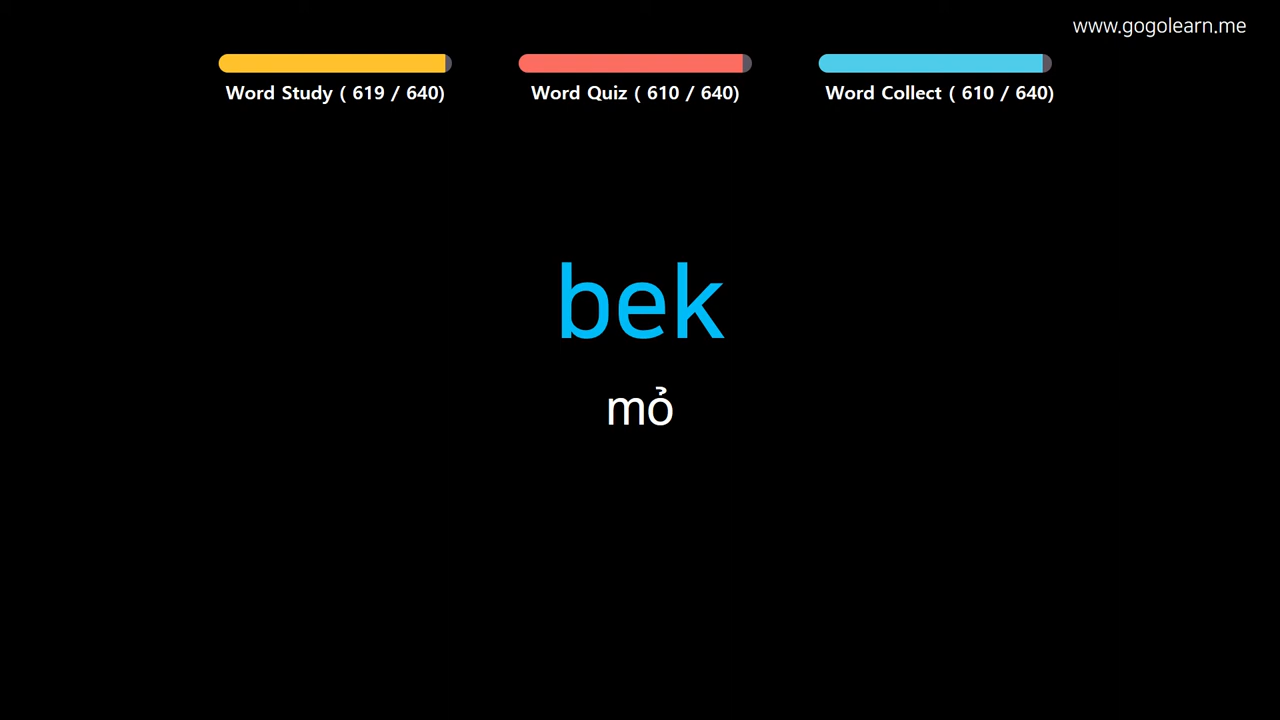 www.gogolearn.me
Word Study ( 619 / 640)
Word Quiz ( 610 / 640)
Word Collect ( 610 / 640)
bek
mỏ